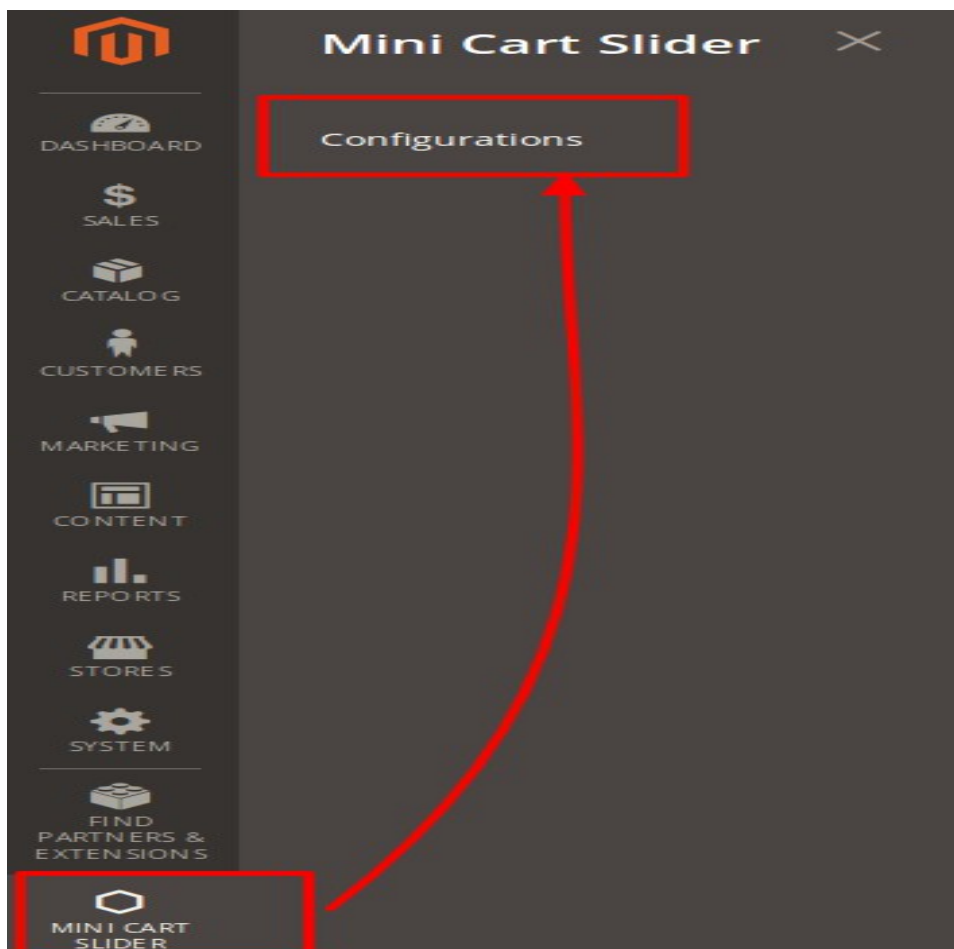 Mini Cart Slider
Configurations
DASHBOARD
SALES
CATALOG
CUSTOMERS
MARKETING
CONTENT
REPORTS
STORES
SYSTEM
FIND
PARTNERS &
EXTENSIONS
MINI CART
SLIDER